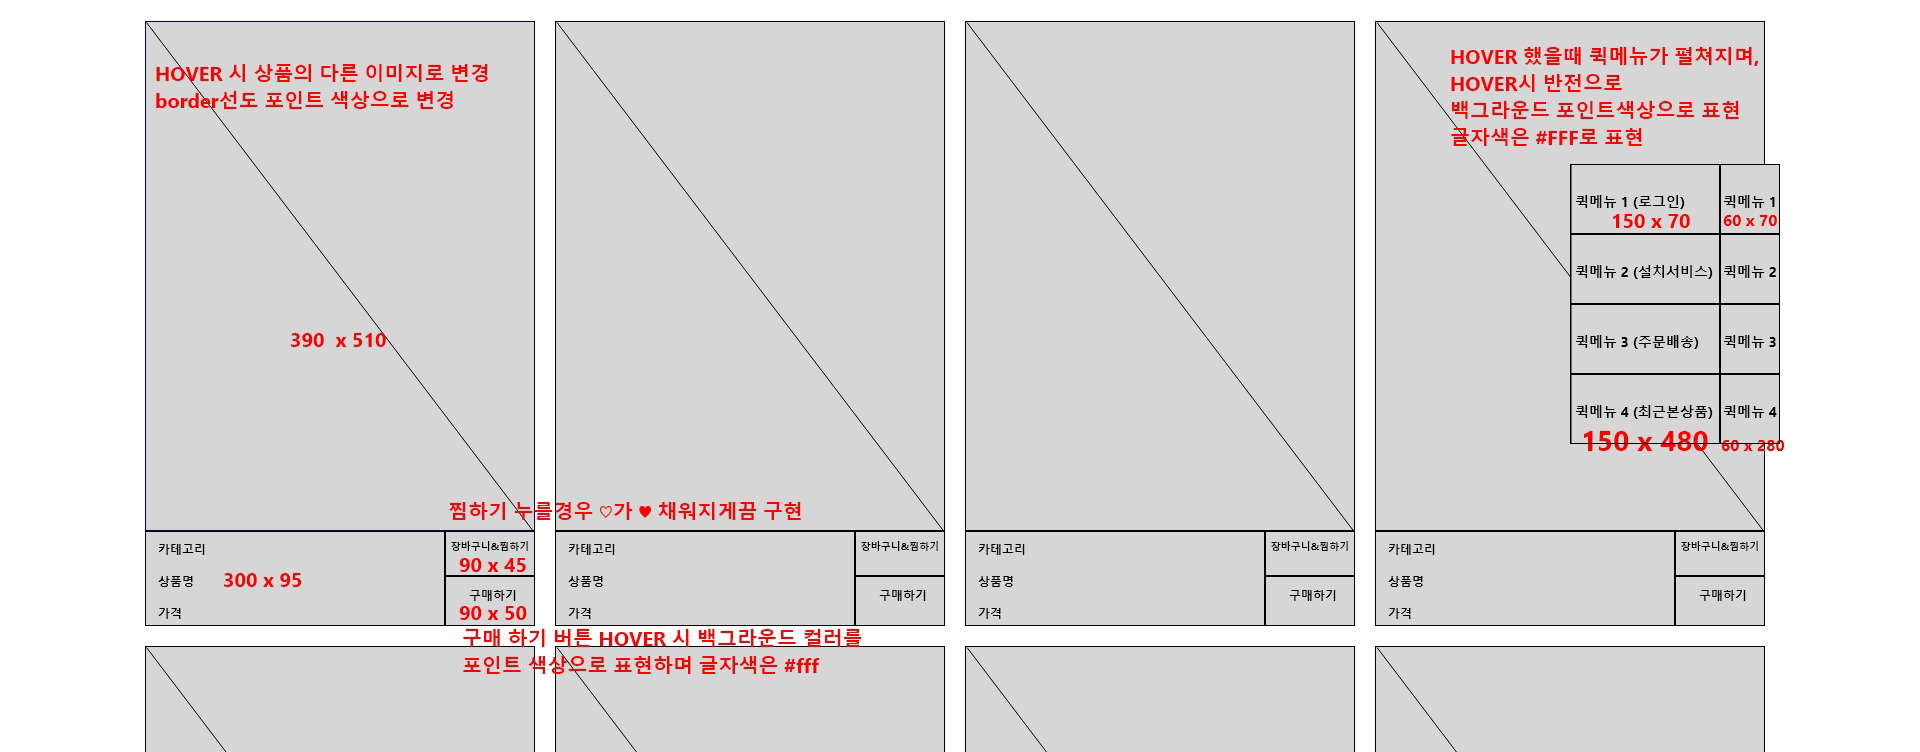 HOVER 시 상품의 다른 이미지로 변경
border선도 포인트 색상으로 변경
390 x 510
HOVER 했을때 퀵메뉴가 펼쳐지며,
HOVER시 반전으로
백그라운드 포인트색상으로 표현
글자색은 #FFF로 표현
퀵메뉴 1 (로그인)
150 x 70
퀵메뉴 1
60 x 70
퀵메뉴 2 (설치서비스)
퀵메뉴 2
퀵메뉴 3 (주문배송)
퀵메뉴 3
퀵메뉴 4 (최근본상품)
퀵메뉴 4
150 x 480
60 x 280
찜하기 누를경우 ♡가 ♥ 채워지게끔 구현
카테고리
상품명
300 x 95
가격
장바구니&찜하기
90 x 45
구매하기
90 x 50
카테고리
상품명
가격
장바구니&찜하기
구매하기
카테고리
상품명
가격
장바구니&찜하기
구매하기
카테고리
상품명
가격
장바구니&찜하기
구매하기
구매 하기 버튼 HOVER 시 백그라운드 컬러를
포인트 색상으로 표현하며 글자색은 #fff